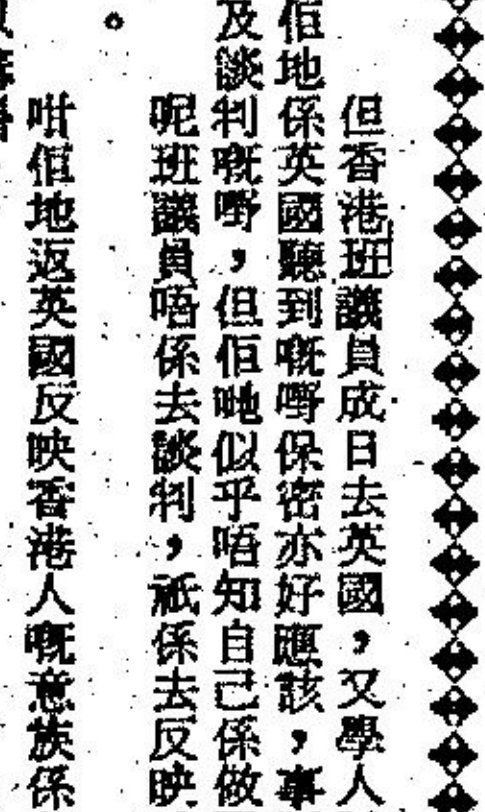 但香港班議員成日去英國，又學人
佢地係英國聽到嘅嘢保密亦好應該，事
及談判嘅嘢，但佢哋似乎唔知自己係做
呢班議員唔係去談判，祇係去反映
。
咁佢地返英國反映香港人嘅意族係